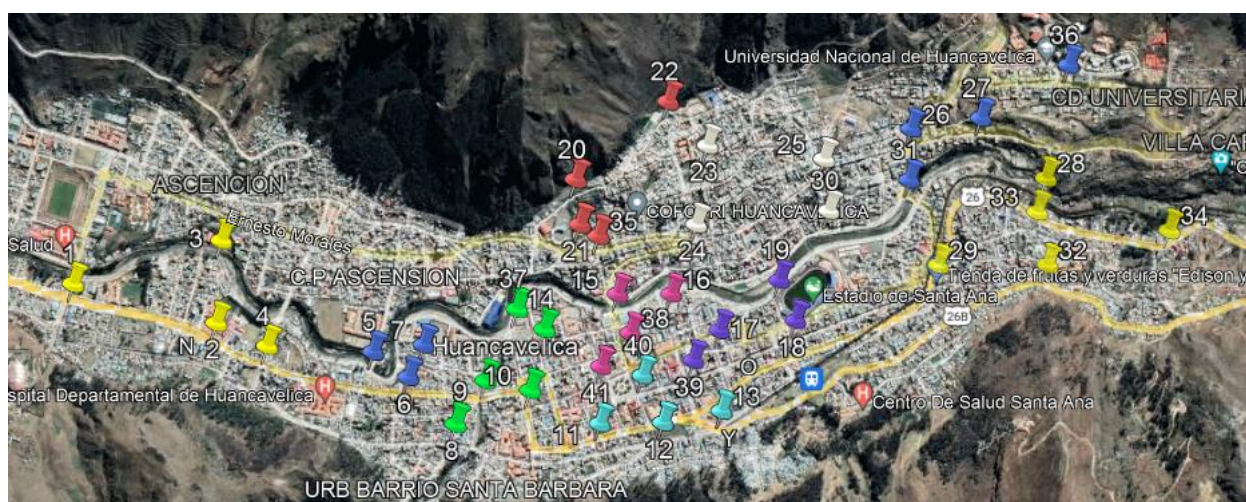 36
Universidad Nacional de Huancavelica
22
27
CD UNIVERSITARIA
26
25
23
VILLA CAR
31
20
28
ASCENCIÓN
30
26
33
COFOPRI HUANCAVELICA
3
Ernesto Morales
35
34
Salud
21
24
1
29
32
C.P ASCENSION
19
Tienda de frutas y verduras "Edison y
37
15
16
14
Estadio de Santa Ana
26B
38
17
4
5
7
N. 2
Huancavelica
40
O
18
39
9
10
6
spital Departamental de Huancavelica
41
13
Centro De Salud Santa Ana
8
11
12
Y
URB BARRIO SANTA BARBARA